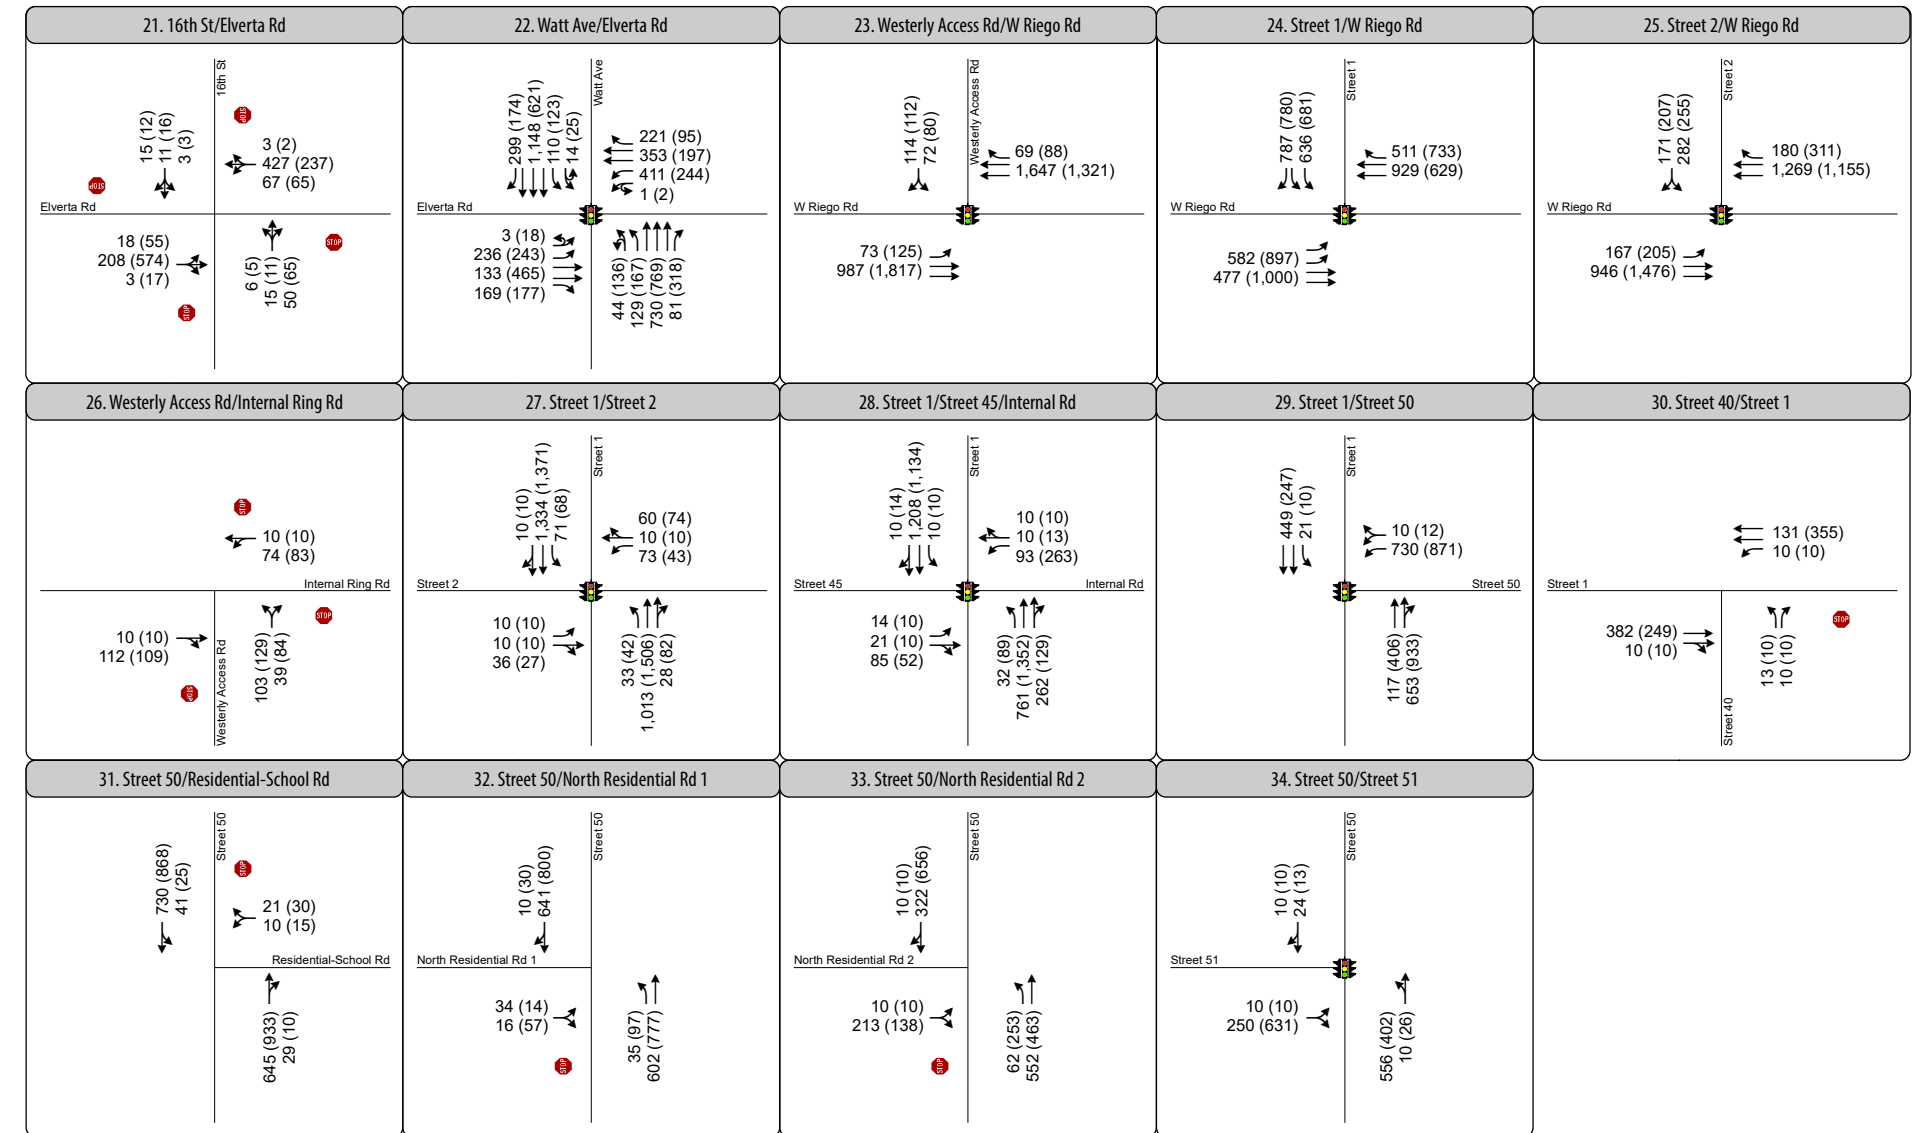 21. 16th St/Elverta Rd
16th St
15 (12)
11 (16)
3 (3)
STOP
3 (2)
427 (237)
67 (65)
STOP
Elverta Rd
18 (55)
208 (574)
3 (17)
6 (5)
15 (11)
50 (65)
STOP
STOP
22. Watt Ave/Elverta Rd
Watt Ave
299 (174)
1,148 (621)
110 (123)
14 (25)
221 (95)
353 (197)
411 (244)
1 (2)
Elverta Rd
3 (18)
236 (243)
133 (465)
169 (177)
44 (136)
129 (167)
730 (769)
81 (318)
23. Westerly Access Rd/W Riego Rd
Westerly Access Rd
114 (112)
72 (80)
69 (88)
1,647 (1,321)
W Riego Rd
73 (125)
987 (1,817)
24. Street 1/W Riego Rd
Street 1
787 (780)
636 (681)
511 (733)
929 (629)
W Riego Rd
582 (897)
477 (1,000)
25. Street 2/W Riego Rd
Street 2
171 (207)
282 (255)
180 (311)
1,269 (1,155)
W Riego Rd
167 (205)
946 (1,476)
26. Westerly Access Rd/Internal Ring Rd
STOP
10 (10)
74 (83)
Internal Ring Rd
10 (10)
112 (109)
Westerly Access Rd
103 (129)
39 (84)
STOP
STOP
27. Street 1/Street 2
Street 1
10 (10)
1,334 (1,371)
71 (68)
60 (74)
10 (10)
73 (43)
Street 2
10 (10)
10 (10)
36 (27)
33 (42)
1,013 (1,506)
28 (82)
28. Street 1/Street 45/Internal Rd
Street 1
10 (14)
1,208 (1,134)
10 (10)
10 (10)
10 (13)
93 (263)
Street 45
Internal Rd
14 (10)
21 (10)
85 (52)
32 (89)
761 (1,352)
262 (129)
29. Street 1/Street 50
Street 1
449 (247)
21 (10)
10 (12)
730 (871)
Street 50
117 (406)
653 (933)
30. Street 40/Street 1
131 (355)
10 (10)
Street 1
382 (249)
10 (10)
Street 40
13 (10)
10 (10)
STOP
31. Street 50/Residential-School Rd
Street 50
730 (868)
41 (25)
STOP
21 (30)
10 (15)
Residential-School Rd
645 (933)
29 (10)
32. Street 50/North Residential Rd 1
Street 50
10 (30)
641 (800)
North Residential Rd 1
34 (14)
16 (57)
35 (97)
602 (777)
STOP
33. Street 50/North Residential Rd 2
Street 50
10 (10)
322 (656)
North Residential Rd 2
10 (10)
213 (138)
62 (253)
552 (463)
STOP
34. Street 50/Street 51
Street 50
10 (10)
24 (13)
Street 51
10 (10)
250 (631)
556 (402)
10 (26)